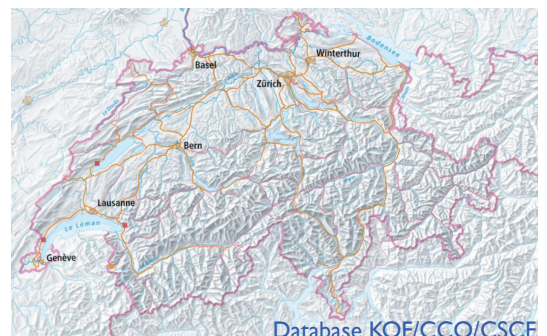 Bodensee
Winterthur
Basel
Zürich
Bern
Lausanne
Le Léman
Genève
Database KOF/CCO/CSCF